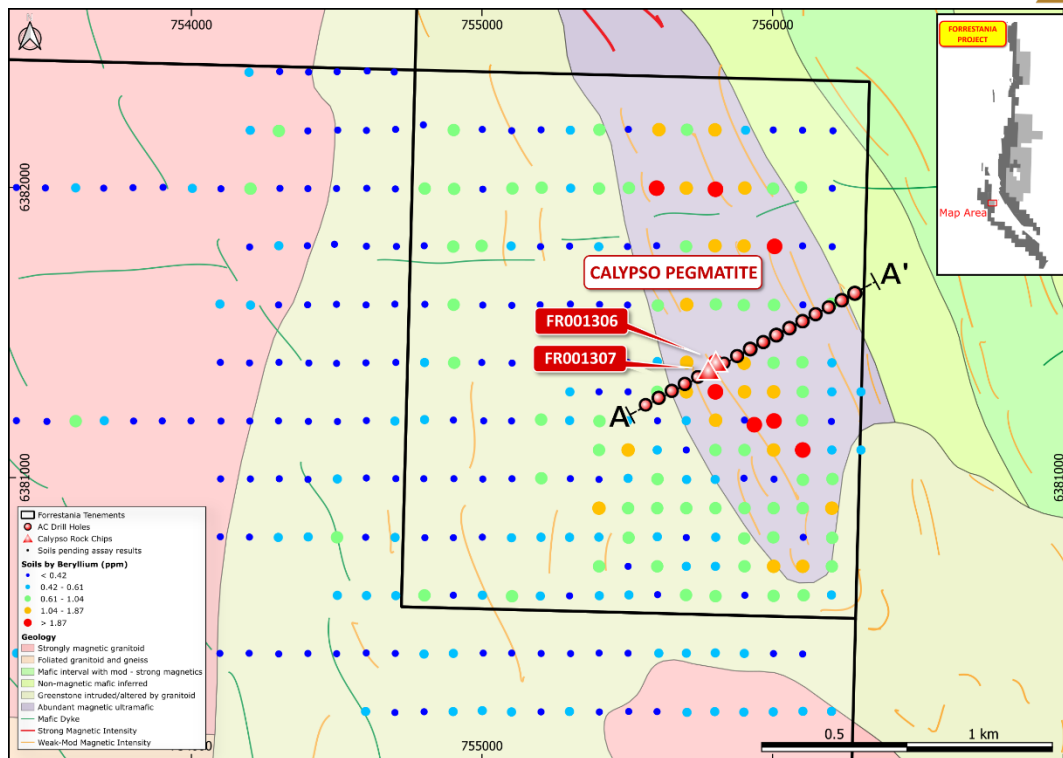 754000
755000
756000
FORRESTANIA
PROJECT
Map Area
6382000
6382000
CALYPSO PEGMATITE
A'
FR001306
FR001307
A
6381000
6381000
Forrestania Tenements
AC Drill Holes
Calypso Rock Chips
Soils pending assay results
Soils by Beryllium (ppm)
< 0.42
0.42 - 0.61
0.61 - 1.04
1.04 - 1.87
> 1.87
Geology
Strongly magnetic granitoid
Foliated granitoid and gneiss
Mafic interval with mod - strong magnetics
Non-magnetic mafic inferred
Greenstone intruded/altered by granitoid
Abundant magnetic ultramafic
Mafic Dyke
Strong Magnetic Intensity
Weak-Mod Magnetic Intensity
754000
755000
0.5
1 km